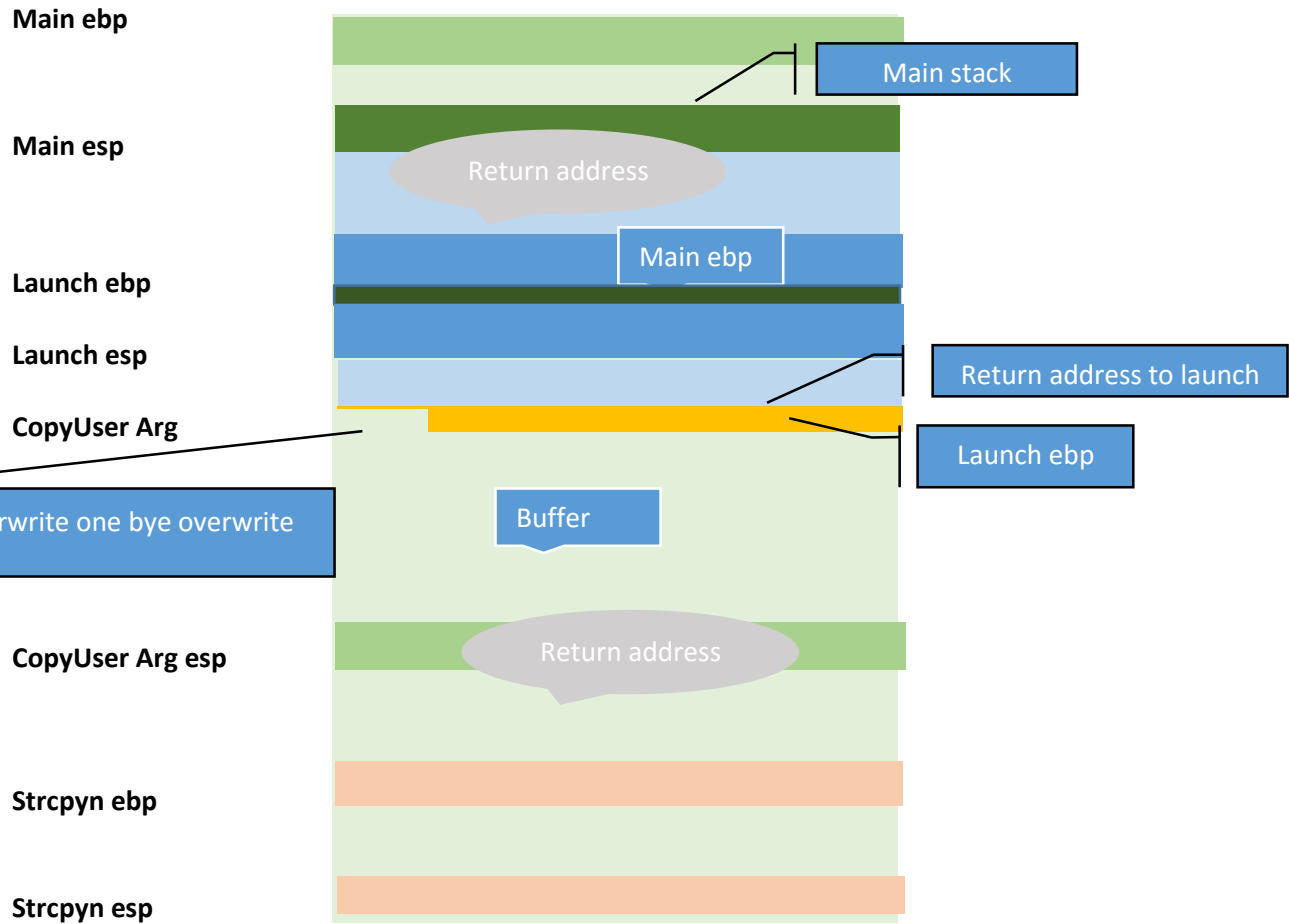 Main ebp
Main stack
Main esp
Return address
Main ebp
Launch ebp
Launch esp
Return address to launch
CopyUser Arg
Launch ebp
one bye overwrite
Buffer
CopyUser Arg esp
Return address
Strcpyn ebp
Strcpyn esp